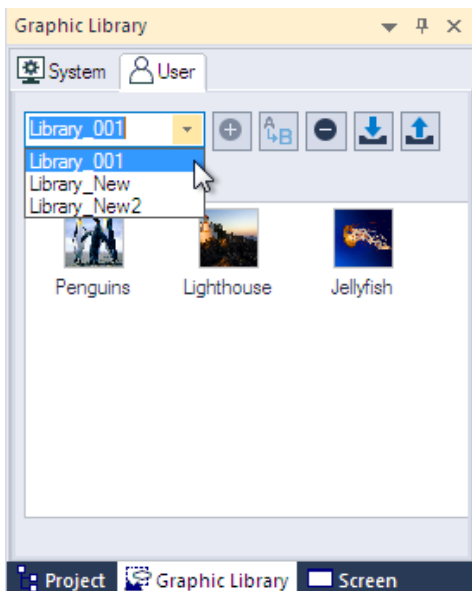 Graphic Library
System User
Library_001
A B
Library_001
Library_New
Library_New2
Penguins Lighthouse Jellyfish
Project Graphic Library Screen